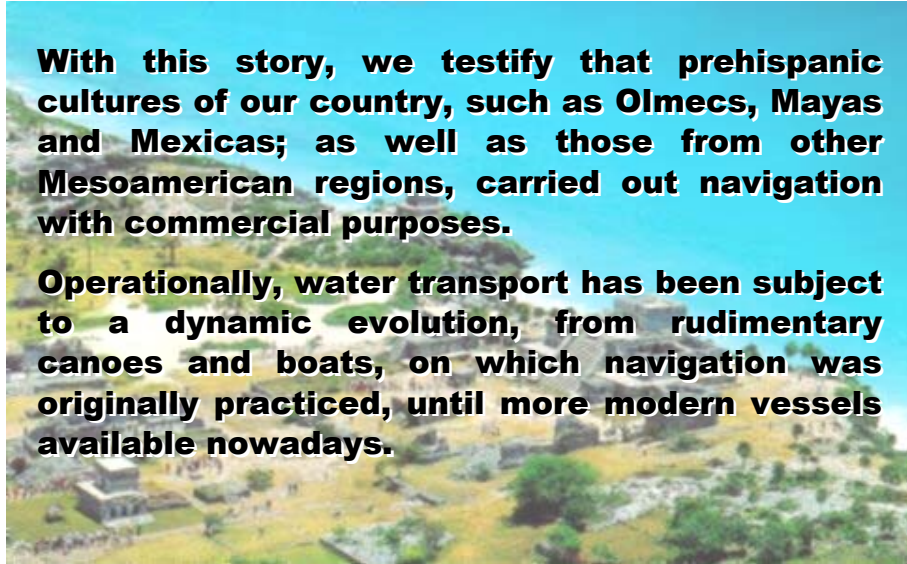 With this story, we testify that prehispanic
cultures of our country, such as Olmecs, Mayas
and Mexicas; as well as those from other
Mesoamerican regions, carried out navigation
with commercial purposes.
Operationally, water transport has been subject
to a dynamic evolution, from rudimentary
canoes and boats, on which navigation was
originally practiced, until more modern vessels
available nowadays.